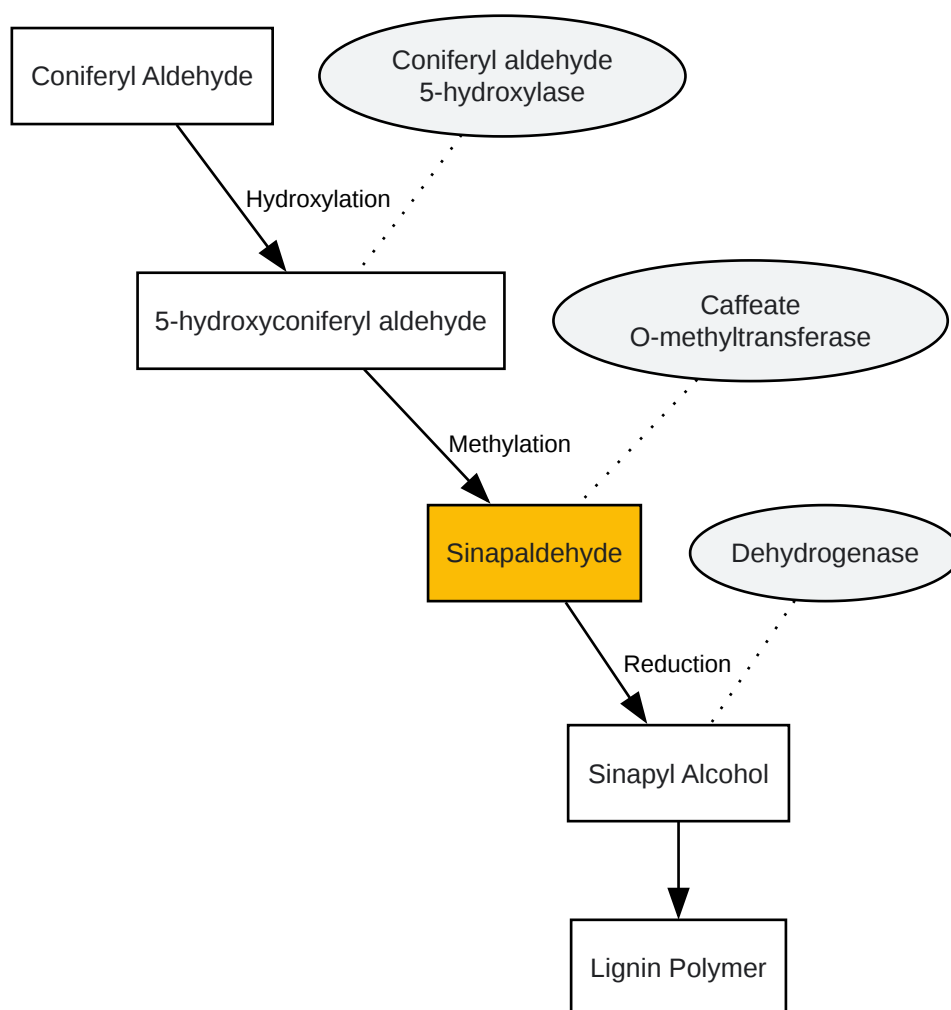 Coniferyl Aldehyde
Coniferyl aldehyde
5-hydroxylase
Hydroxylation
5-hydroxyconiferyl aldehyde
Caffeate
O-methyltransferase
Methylation
Sinapaldehyde
Dehydrogenase
Reduction
Sinapyl Alcohol
Lignin Polymer